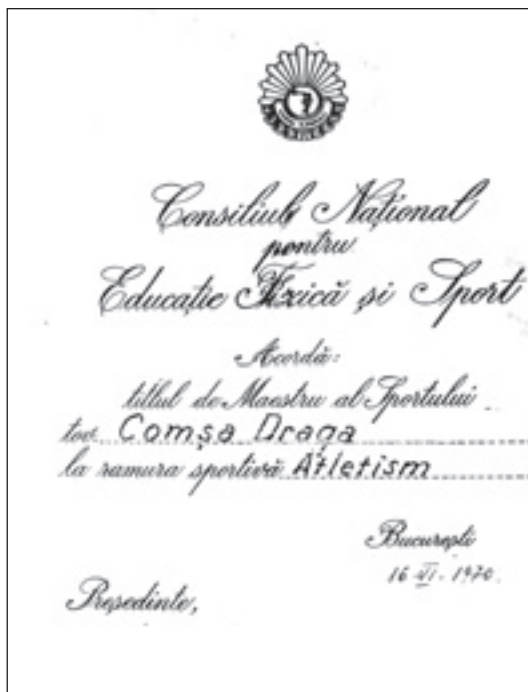 Consiliul Național
pentru
Educație Fizică și Sport
Acordă:
titlul de Maestru al Sportului
tov. Comșa Draga
la ramura sportivă Atletism
București
16-VI-1970.
Președinte,